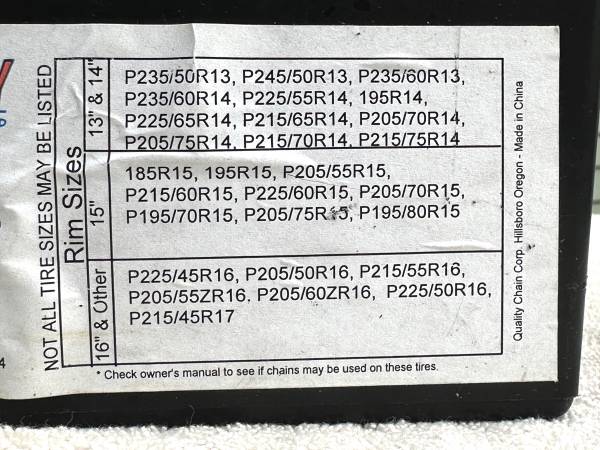 NOT ALL TIRE SIZES MAY BE LISTED
Rim Sizes
13" & 14"
P235/50R13, P245/50R13, P235/60R13,
P235/60R14, P225/55R14, 195R14,
P225/65R14, P215/65R14, P205/70R14,
P205/75R14, P215/70R14, P215/75R14
15"
185R15, 195R15, P205/55R15,
P215/60R15, P225/60R15, P205/70R15,
P195/70R15, P205/75R15, P195/80R15
16" & Other
P225/45R16, P205/50R16, P215/55R16,
P205/55ZR16, P205/60ZR16, P225/50R16,
P215/45R17
* Check owner's manual to see if chains may be used on these tires.
Quality Chain Corp. Hillsboro Oregon - Made in China
4